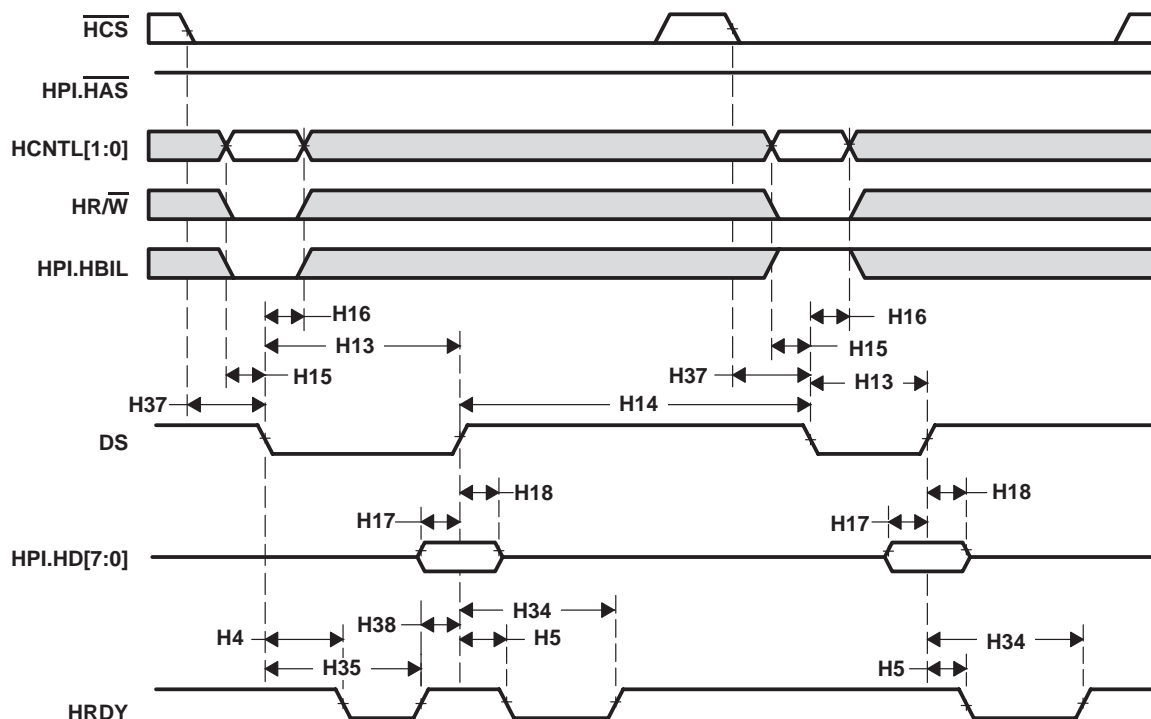 HCS
HPI.HAS
HCNTL[1:0]
HR/W
HPI.HBIL
H16
H16
H13
H15
H15
H37
H13
H37
H14
DS
H18
H18
H17
H17
HPI.HD[7:0]
H34
H38
H4
H5
H34
H35
H5
HRDY